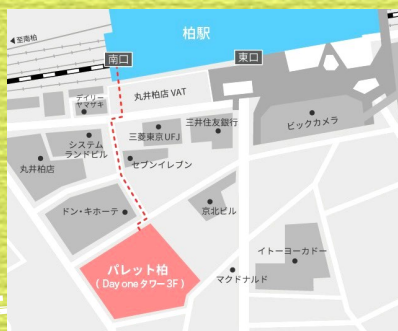 柏駅
至南柏
南口
東口
丸井柏店 VAT
デイリー
ヤマザキ
システム
ランドビル
三菱東京UFJ
三井住友銀行
ビックカメラ
丸井柏店
セブンイレブン
ドン・キホーテ
京北ビル
イトーヨーカドー
パレット柏
( Day one タワー 3F )
マクドナルド